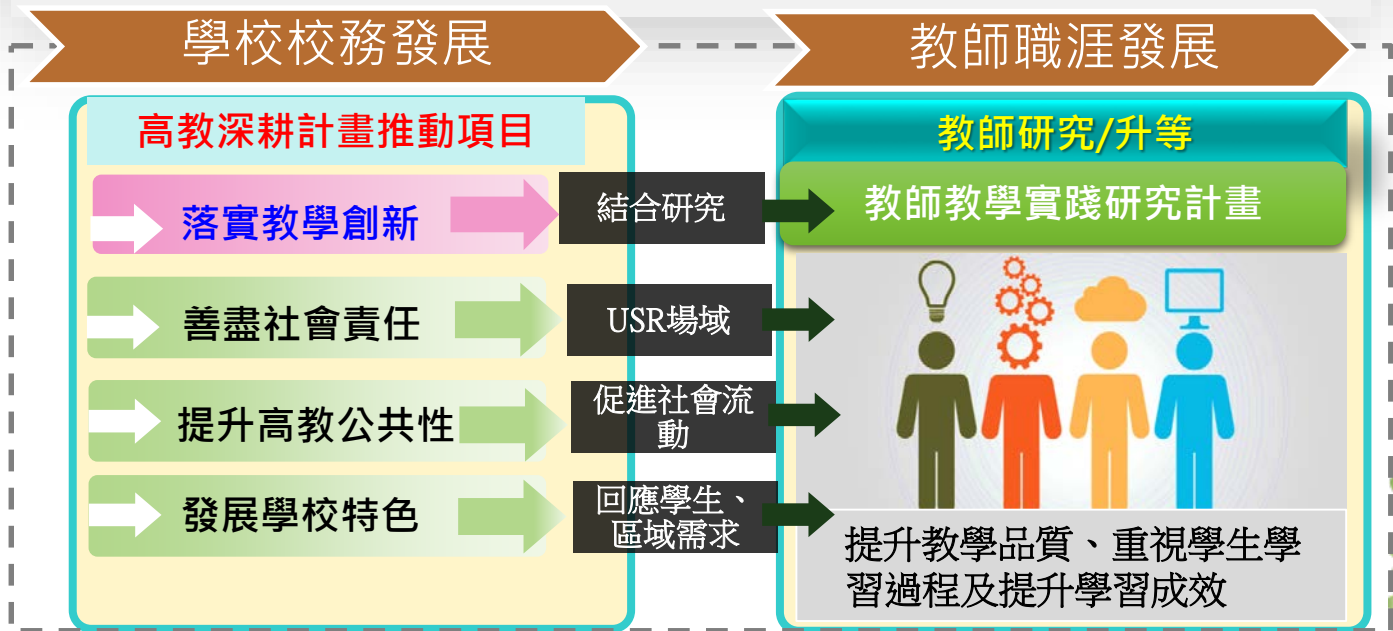 學校校務發展
教師職涯發展
高教深耕計畫推動項目
教師研究/升等
落實教學創新
結合研究
教師教學實踐研究計畫
善盡社會責任
USR場域
提升高教公共性
促進社會流
動
發展學校特色
回應學生、
區域需求
提升教學品質、重視學生學
習過程及提升學習成效